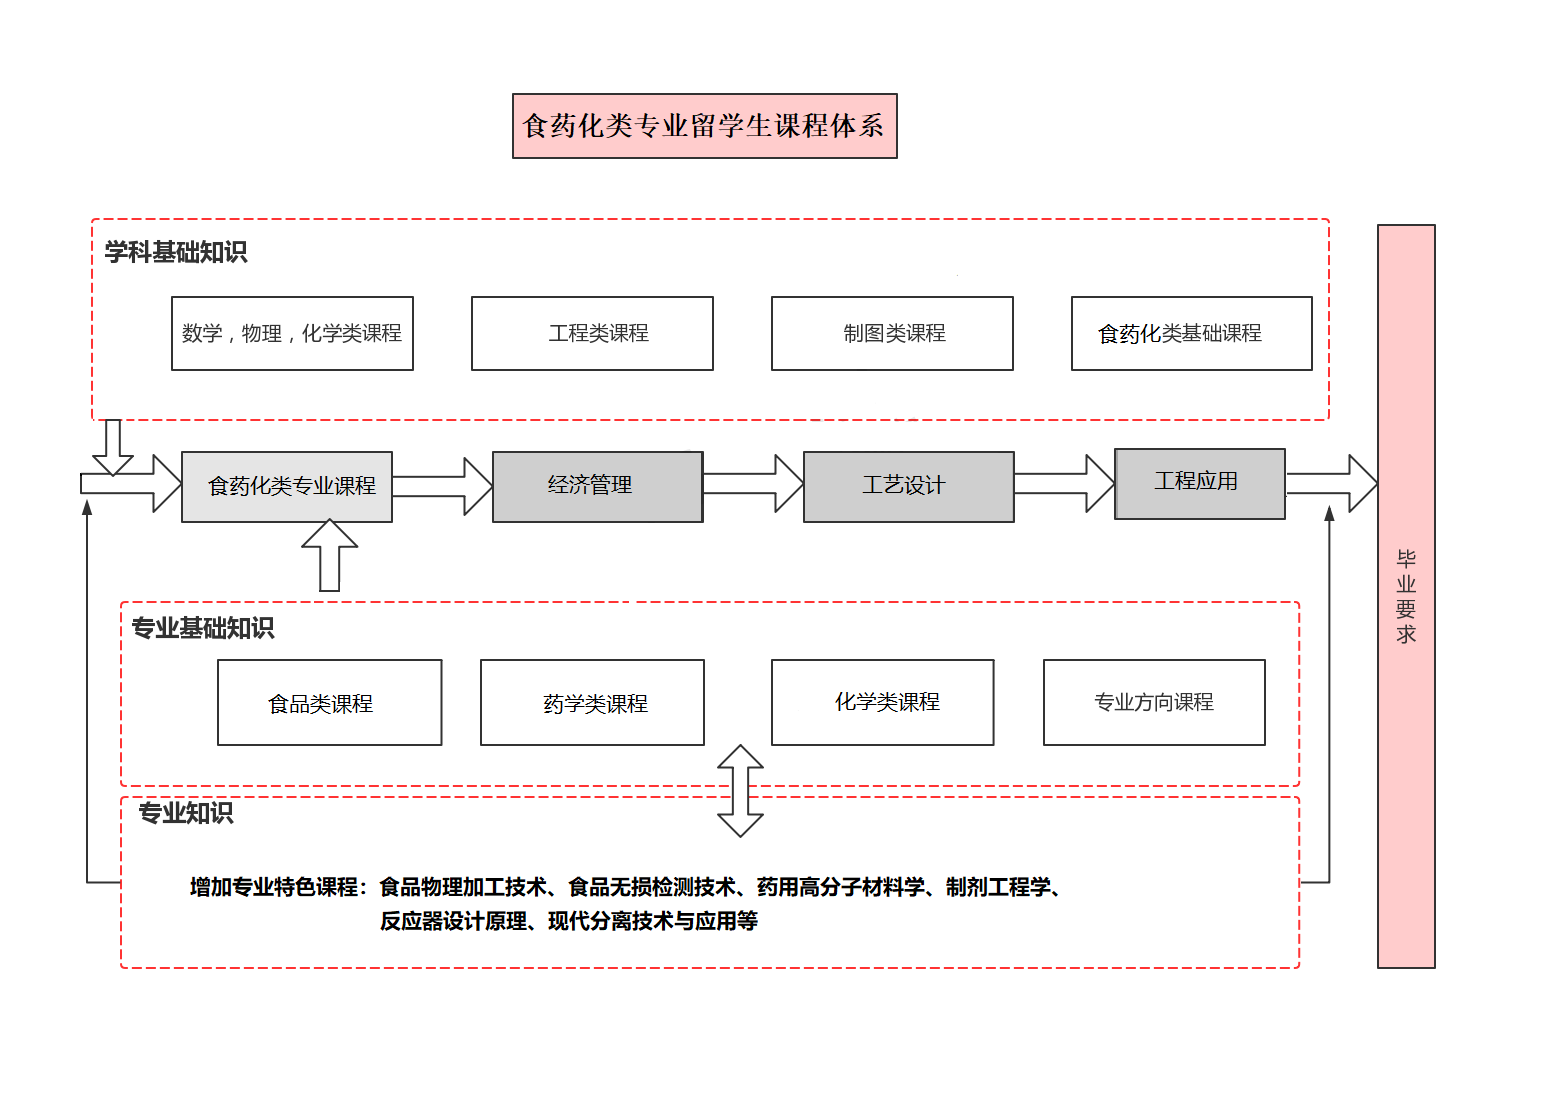 食药化类专业留学生课程体系
学科基础知识
数学，物理，化学类课程
工程类课程
制图类课程
食药化类基础课程
食药化类专业课程
经济管理
工艺设计
工程应用
毕业要求
专业基础知识
食品类课程
药学类课程
化学类课程
专业方向课程
专业知识
增加专业特色课程：食品物理加工技术、食品无损检测技术、药用高分子材料学、制剂工程学、
反应器设计原理、现代分离技术与应用等